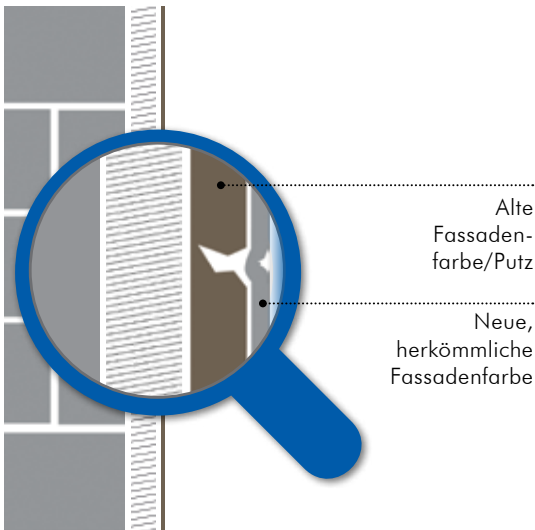 Alte
Fassaden-
farbe/Putz
Neue,
herkömmliche
Fassadenfarbe